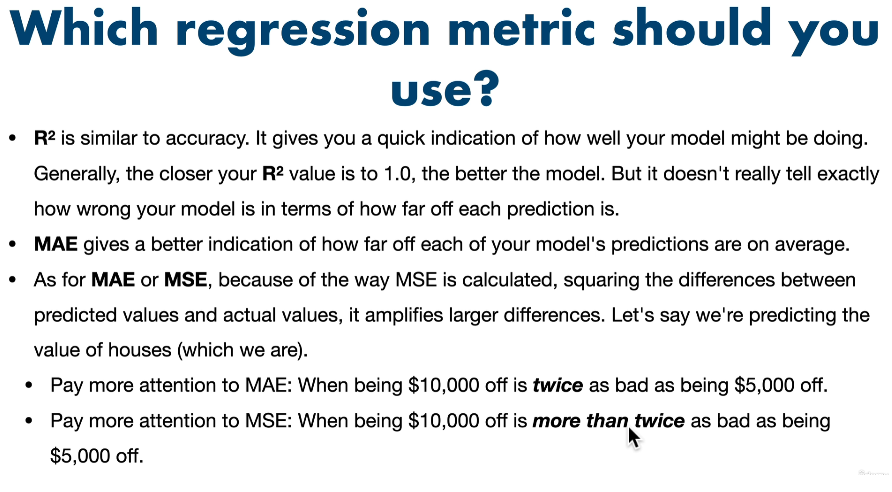 Which regression metric should you
use?
• R² is similar to accuracy. It gives you a quick indication of how well your model might be doing.
Generally, the closer your R² value is to 1.0, the better the model. But it doesn't really tell exactly
how wrong your model is in terms of how far off each prediction is.
• MAE gives a better indication of how far off each of your model's predictions are on average.
• As for MAE or MSE, because of the way MSE is calculated, squaring the differences between
predicted values and actual values, it amplifies larger differences. Let's say we're predicting the
value of houses (which we are).
• Pay more attention to MAE: When being $10,000 off is twice as bad as being $5,000 off.
• Pay more attention to MSE: When being $10,000 off is more than twice as bad as being
$5,000 off.